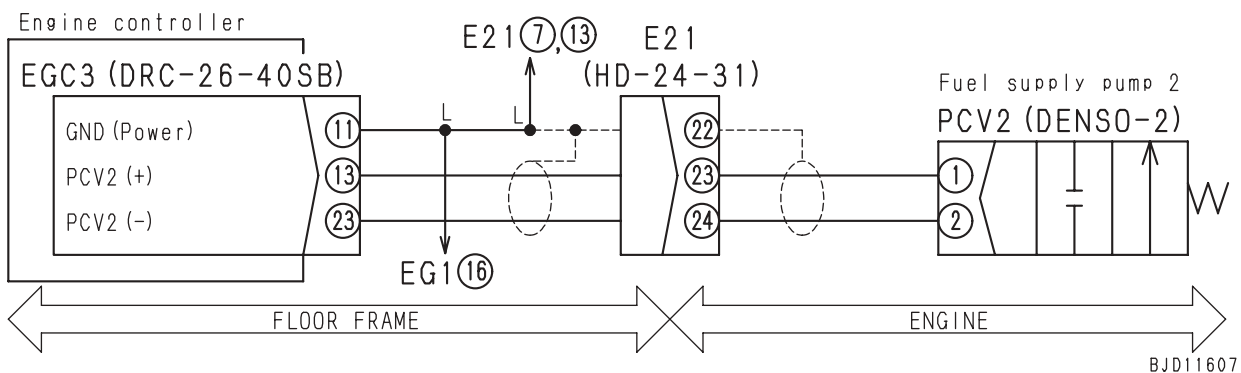 Engine controller
E21 ⑦,⑬
E21
EGC3 (DRC-26-40SB)
(HD-24-31)
Fuel supply pump 2
PCV2 (DENSO-2)
GND (Power)
⑪
L
L
㉒
PCV2 (+)
⑬
㉓
①
PCV2 (-)
㉓
㉔
②
EG1 ⑯
FLOOR FRAME
ENGINE
BJD11607